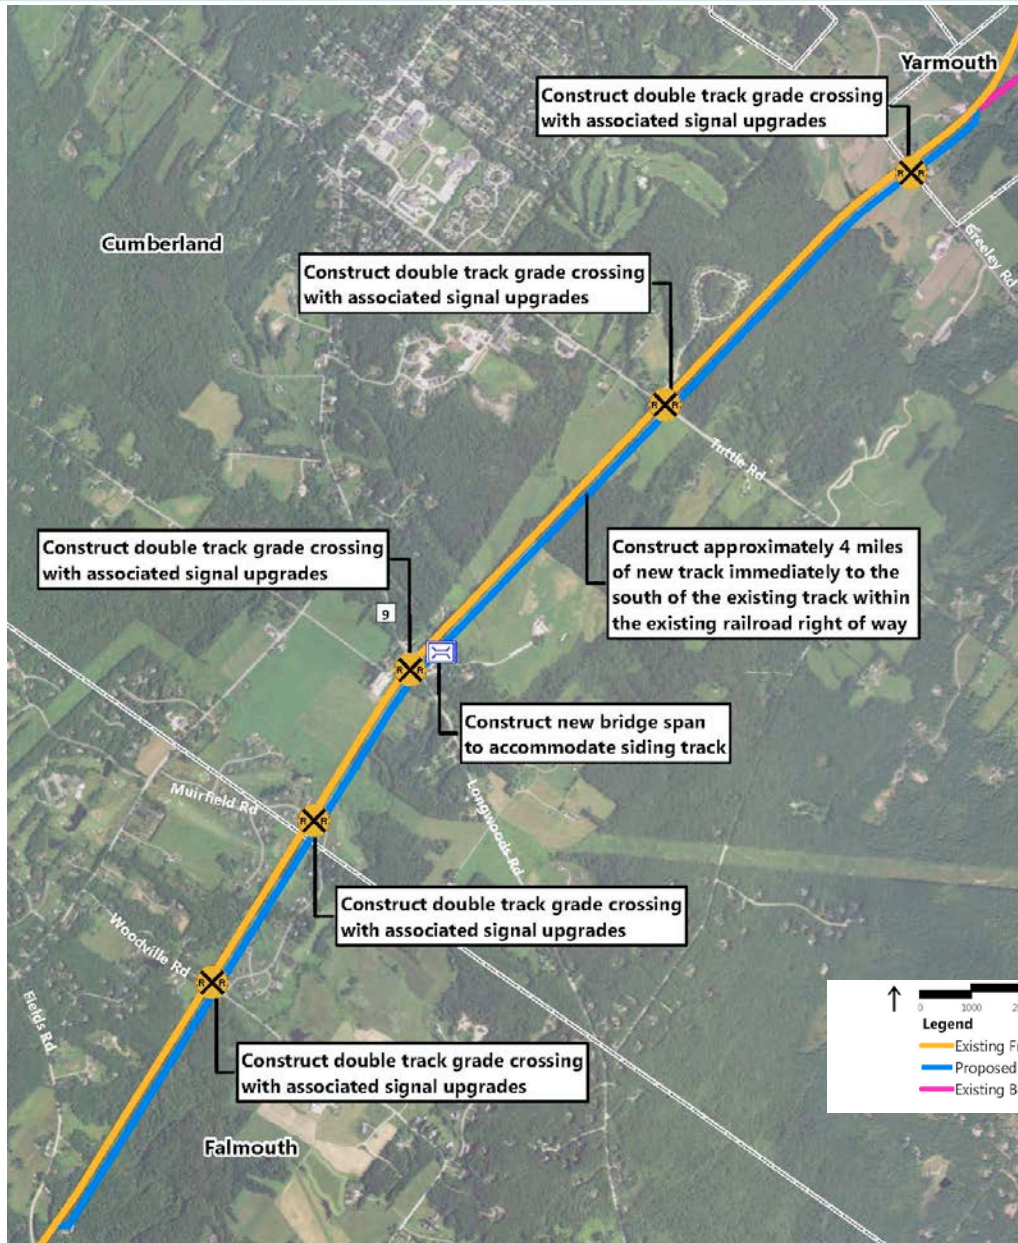 Yarmouth
Construct double track grade crossing
with associated signal upgrades
Greeley Rd
Cumberland
Construct double track grade crossing
with associated signal upgrades
Tuttle Rd
Construct double track grade crossing
with associated signal upgrades
Construct approximately 4 miles
of new track immediately to the
south of the existing track within
the existing railroad right of way
9
Construct new bridge span
to accommodate siding track
Muirfield Rd
Longwoods Rd
Construct double track grade crossing
with associated signal upgrades
Woodville Rd
Fields Rd
Construct double track grade crossing
with associated signal upgrades
Falmouth
0 1000
Legend
Existing
Proposed
Existing B
R R
R R
R R
R R
R R